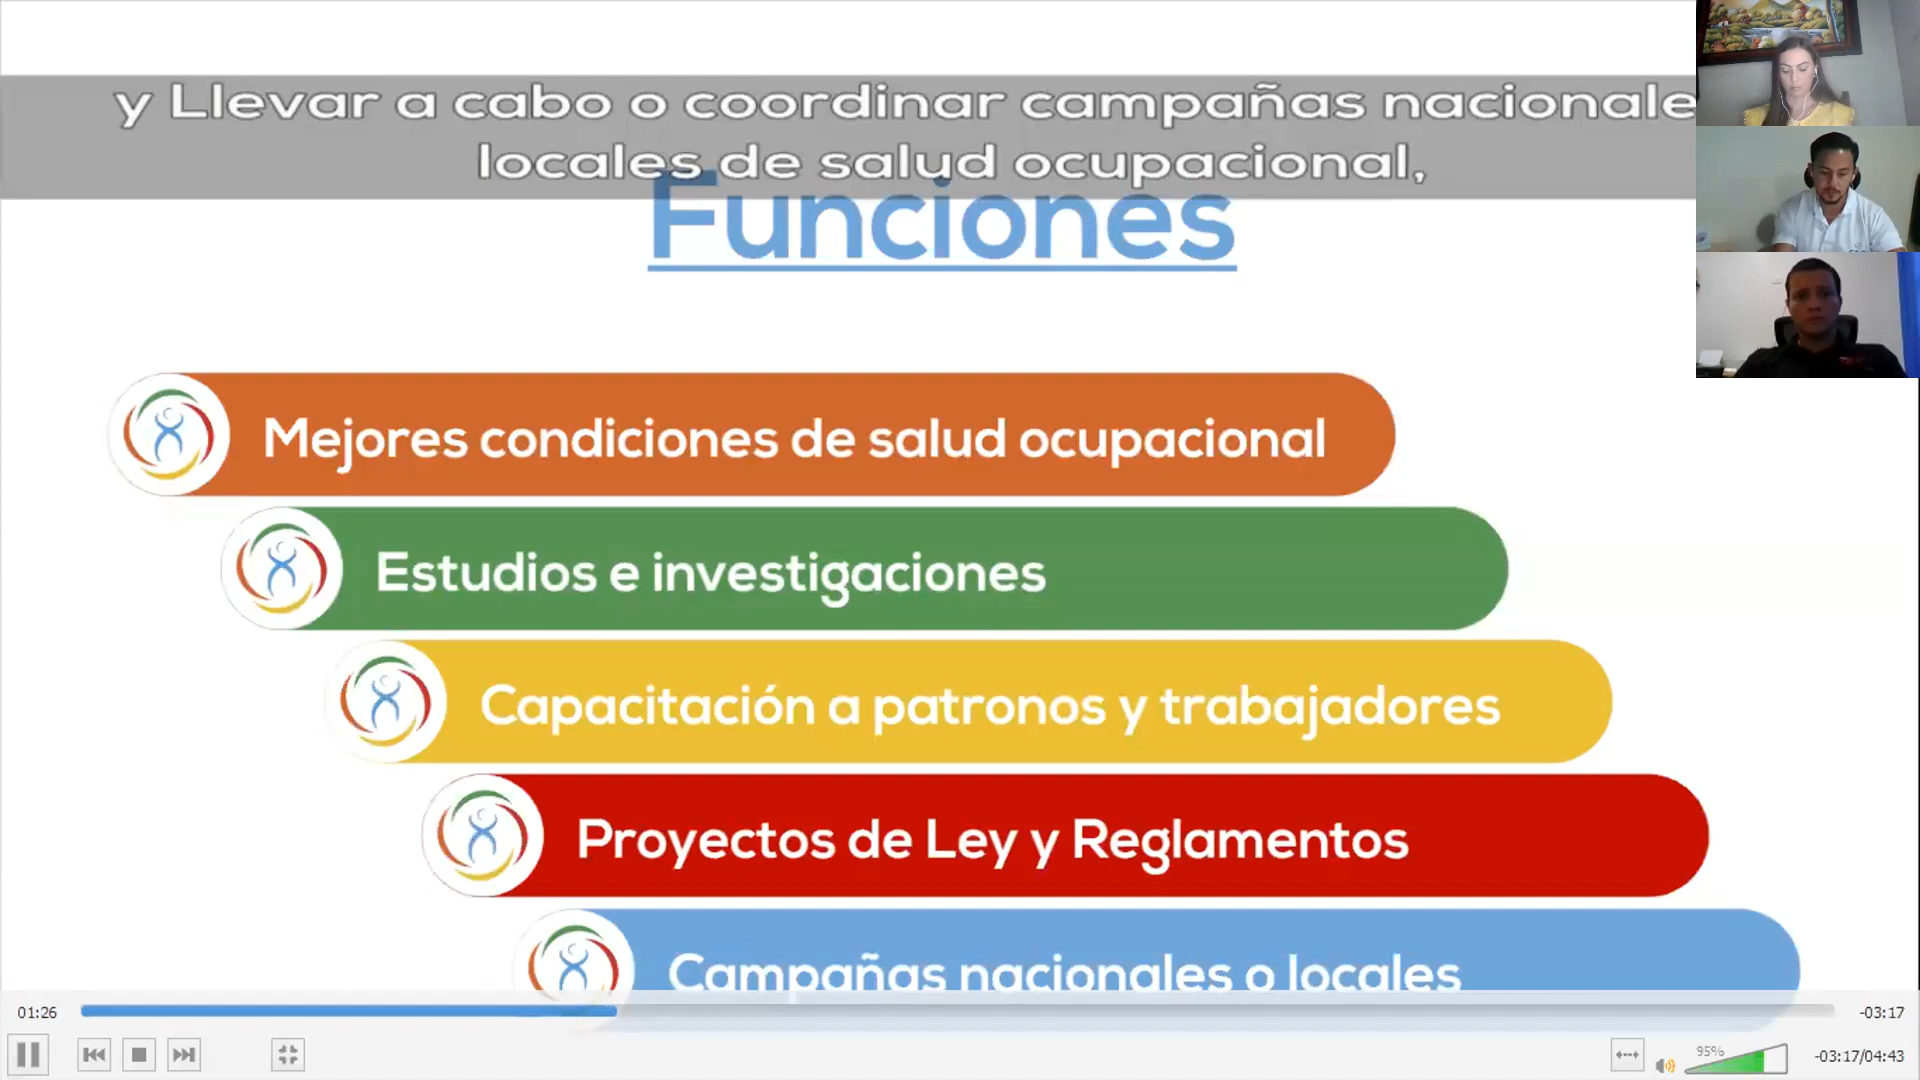 y Llevar a cabo o coordinar campañas nacionale
locales de salud ocupacional,
Funciones
Mejores condiciones de salud ocupacional
Estudios e investigaciones
Capacitación a patronos y trabajadores
Proyectos de Ley y Reglamentos
Campañas nacionales o locales
01:26
-03:17
95%
-03:17/04:43